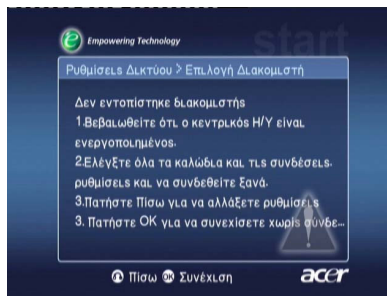 Empowering Technology
start
Ρυθμίσεις Δικτύου > Επιλογή Διακομιστή
Δεν εντοπίστηκε διακομιστής
1.Βεβαιωθείτε ότι ο κεντρικός Η/Υ είναι
ενεργοποιημένος.
2.Ελέγξτε όλα τα καλώδια και τις συνδέσεις.
ρυθμίσεις και να συνδεθείτε ξανά.
3.Πατήστε Πίσω για να αλλάξετε ρυθμίσεις
3. Πατήστε OK για να συνεχίσετε χωρίς σύνδε...
Πίσω OK Συνέχιση
acer